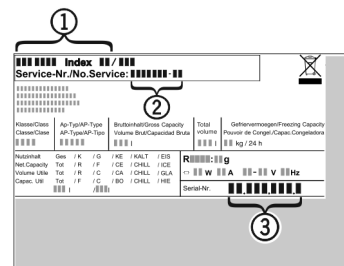 1
Index /
Service-Nr./No.Service: -
2
Klasse/Class Ap-Typ/AP-Type Bruttoinhalt/Gross Capacity Total Gefriervermoegen/Freezing Capacity
Classe/Clase AP-Type/AP-Tipo Volume Brut/Capacidad Bruta volume Pouvoir de Congel./Capac.Congeladora
l l kg / 24 h
Nutzinhalt Ges / K / G / KE / KALT / EIS
Net.Capacity Tot / R / F / CE / CHILL / ICE
Volume Utile Tot / R / C / CA / CHILL / GLA
Capac. Util Tot / F / C / BO / CHILL / HIE
l / l
R : g
W A - V Hz
Serial-Nr. . . .
3